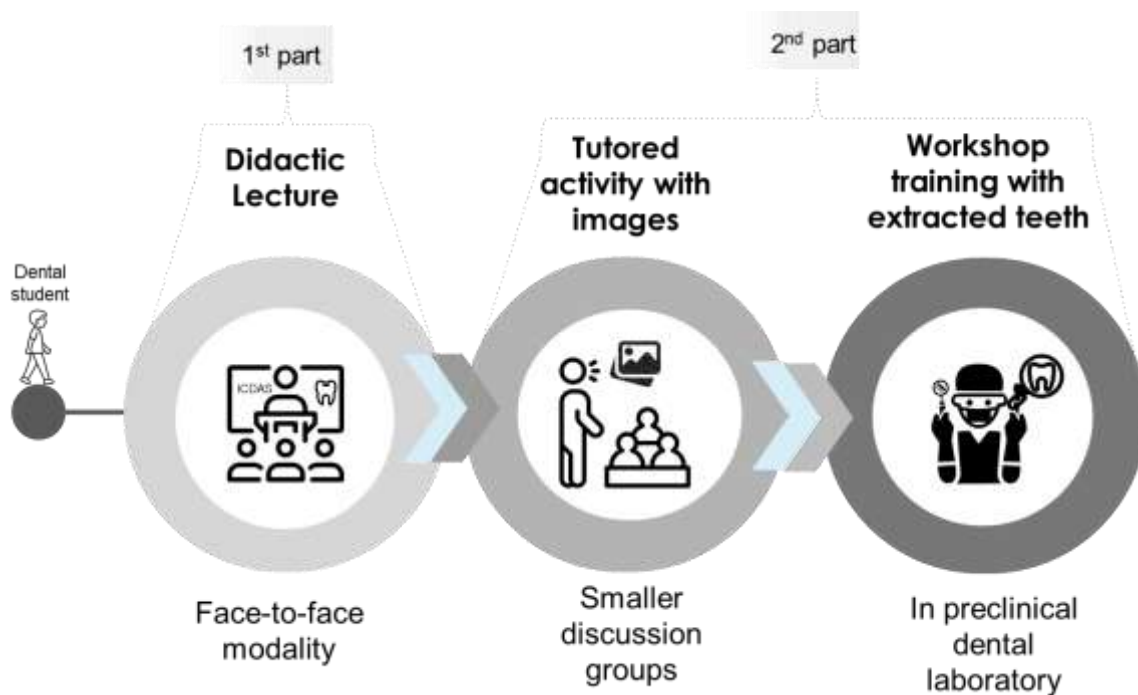 1st part
2nd part
Didactic
Lecture
Tutored
activity with
images
Workshop
training with
extracted teeth
Dental
student
ICDAS
Face-to-face
modality
Smaller
discussion
groups
In preclinical
dental
laboratory